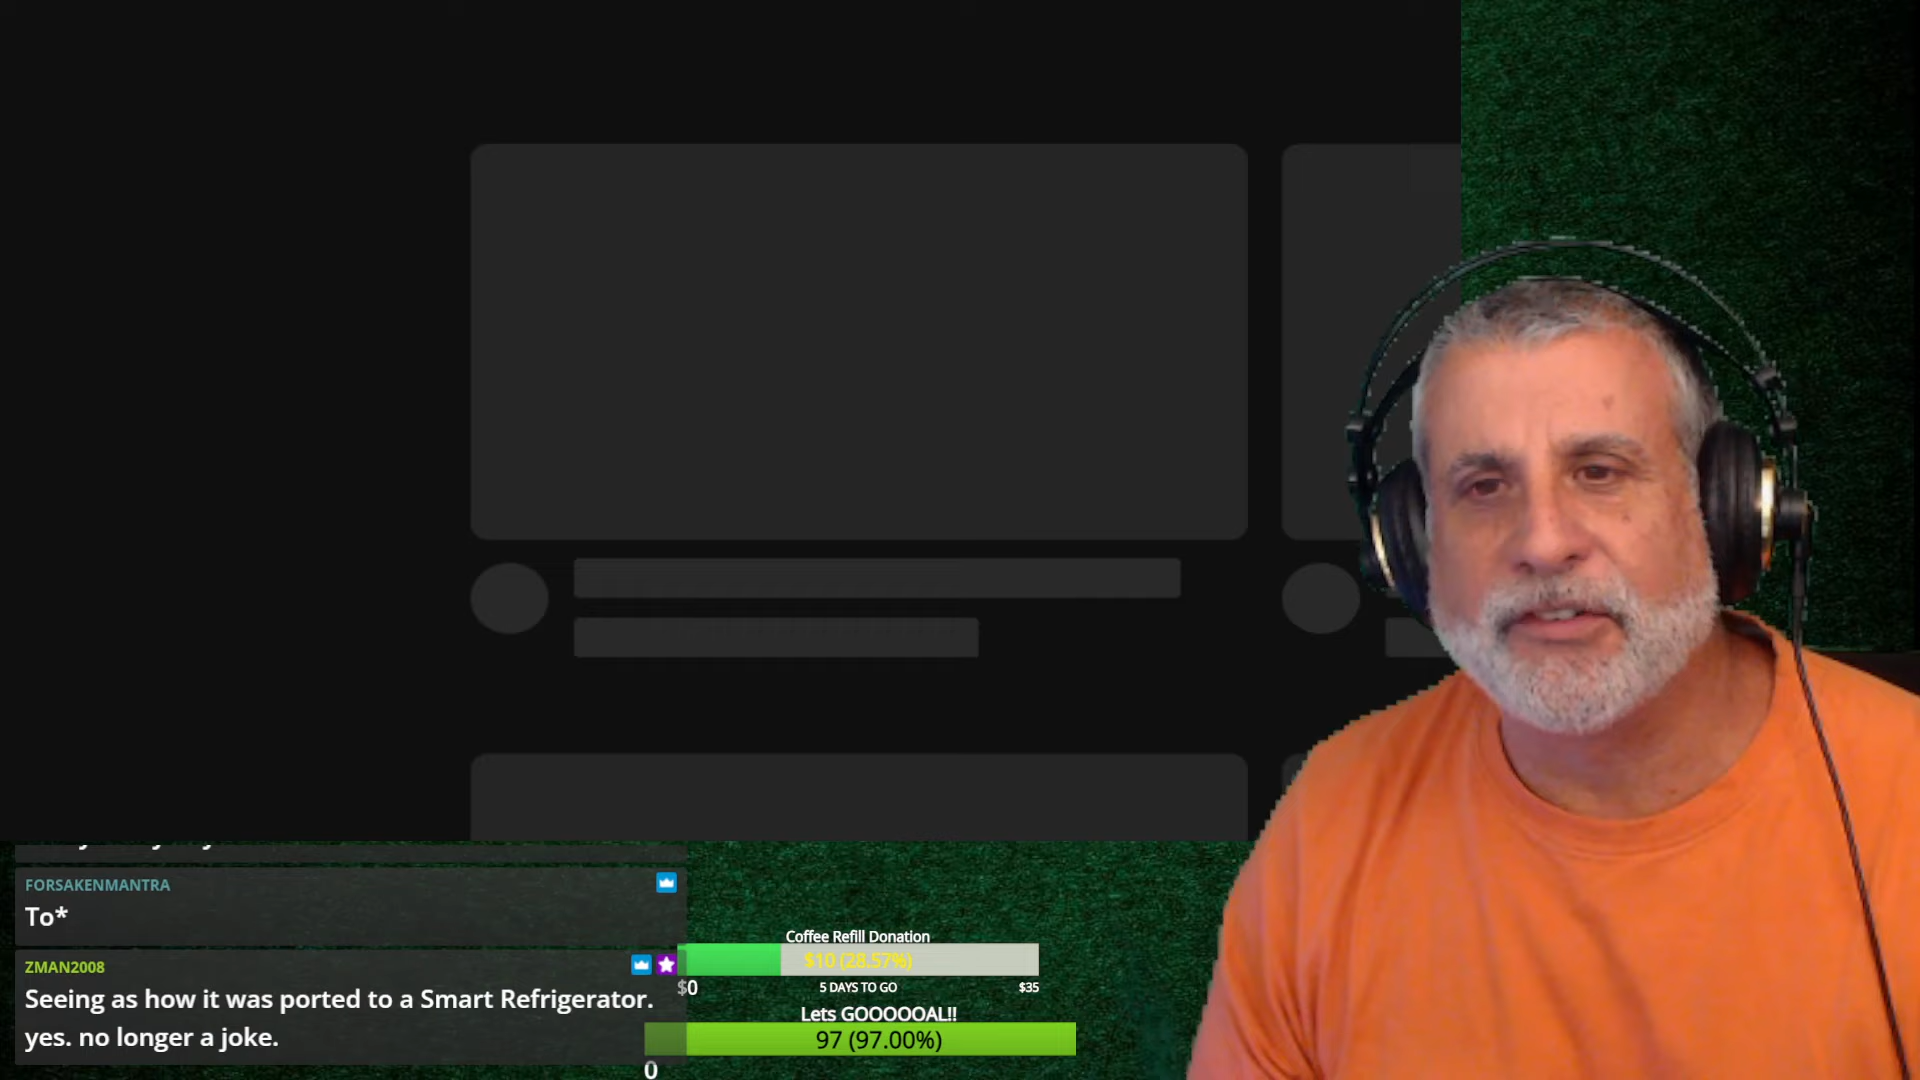 FORSAKENMANTRA
To*
ZMAN2008
Seeing as how it was ported to a Smart Refrigerator.
yes. no longer a joke.
Coffee Refill Donation
$10 (28.57%)
$0 5 DAYS TO GO $35
Lets GOOOOOAL!!
97 (97.00%)
0